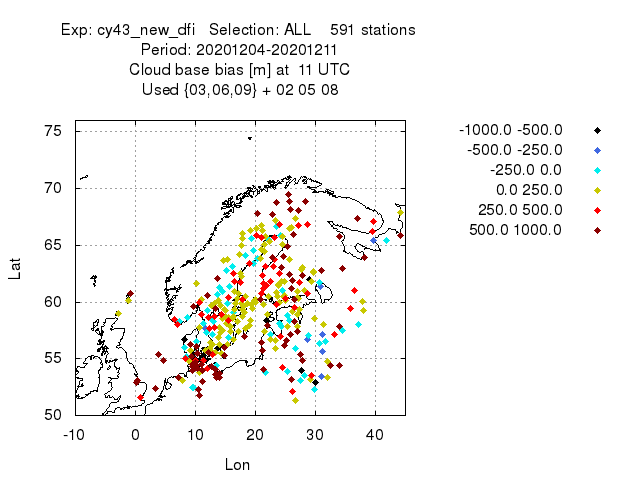 Exp: cy43_new_dfi Selection: ALL 591 stations
Period: 20201204-20201211
Cloud base bias [m] at 11 UTC
Used {03,06,09} + 02 05 08
-1000.0 -500.0
-500.0 -250.0
-250.0 0.0
0.0 250.0
250.0 500.0
500.0 1000.0
75
70
65
60
55
50
Lat
-10 0 10 20 30 40
Lon